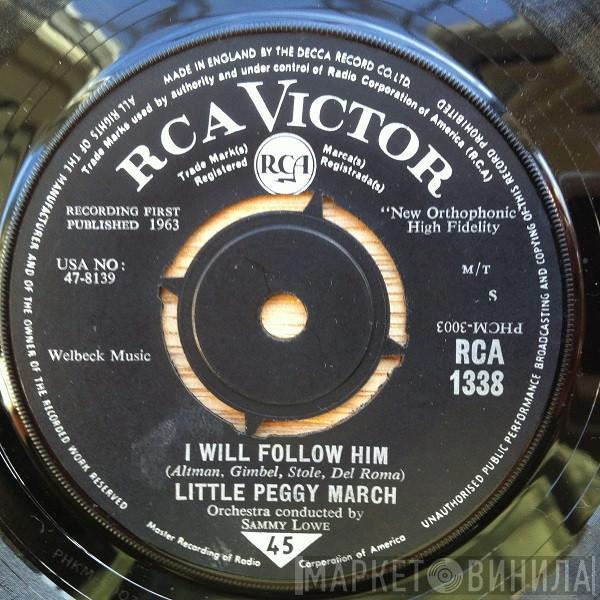 MADE IN ENGLAND BY THE DECCA RECORD CO. LTD.
Trade Marks used by authority and under control of Radio Corporation of America (R.C.A.)
ALL RIGHTS OF THE MANUFACTURER AND OF THE OWNER OF THE RECORDED WORK RESERVED
UNAUTHORISED PUBLIC PERFORMANCE BROADCASTING AND COPYING OF THIS RECORD PROHIBITED
RCA VICTOR
Trade Mark(s)
Registered
RCA
Marca(s)
Registrada(s)
RECORDING FIRST
PUBLISHED 1963
"New Orthophonic"
High Fidelity
USA NO:
47-8139
M/T
S
PHCM-3003
Welbeck Music
RCA
1338
I WILL FOLLOW HIM
(Altman, Gimbel, Stole, Del Roma)
LITTLE PEGGY MARCH
Orchestra conducted by
SAMMY LOWE
45
Master Recording of Radio Corporation of America
МАРКЕТ ВИНИЛА